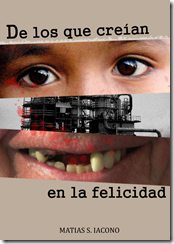 De los que creían
en la felicidad
MATIAS S. IACONO